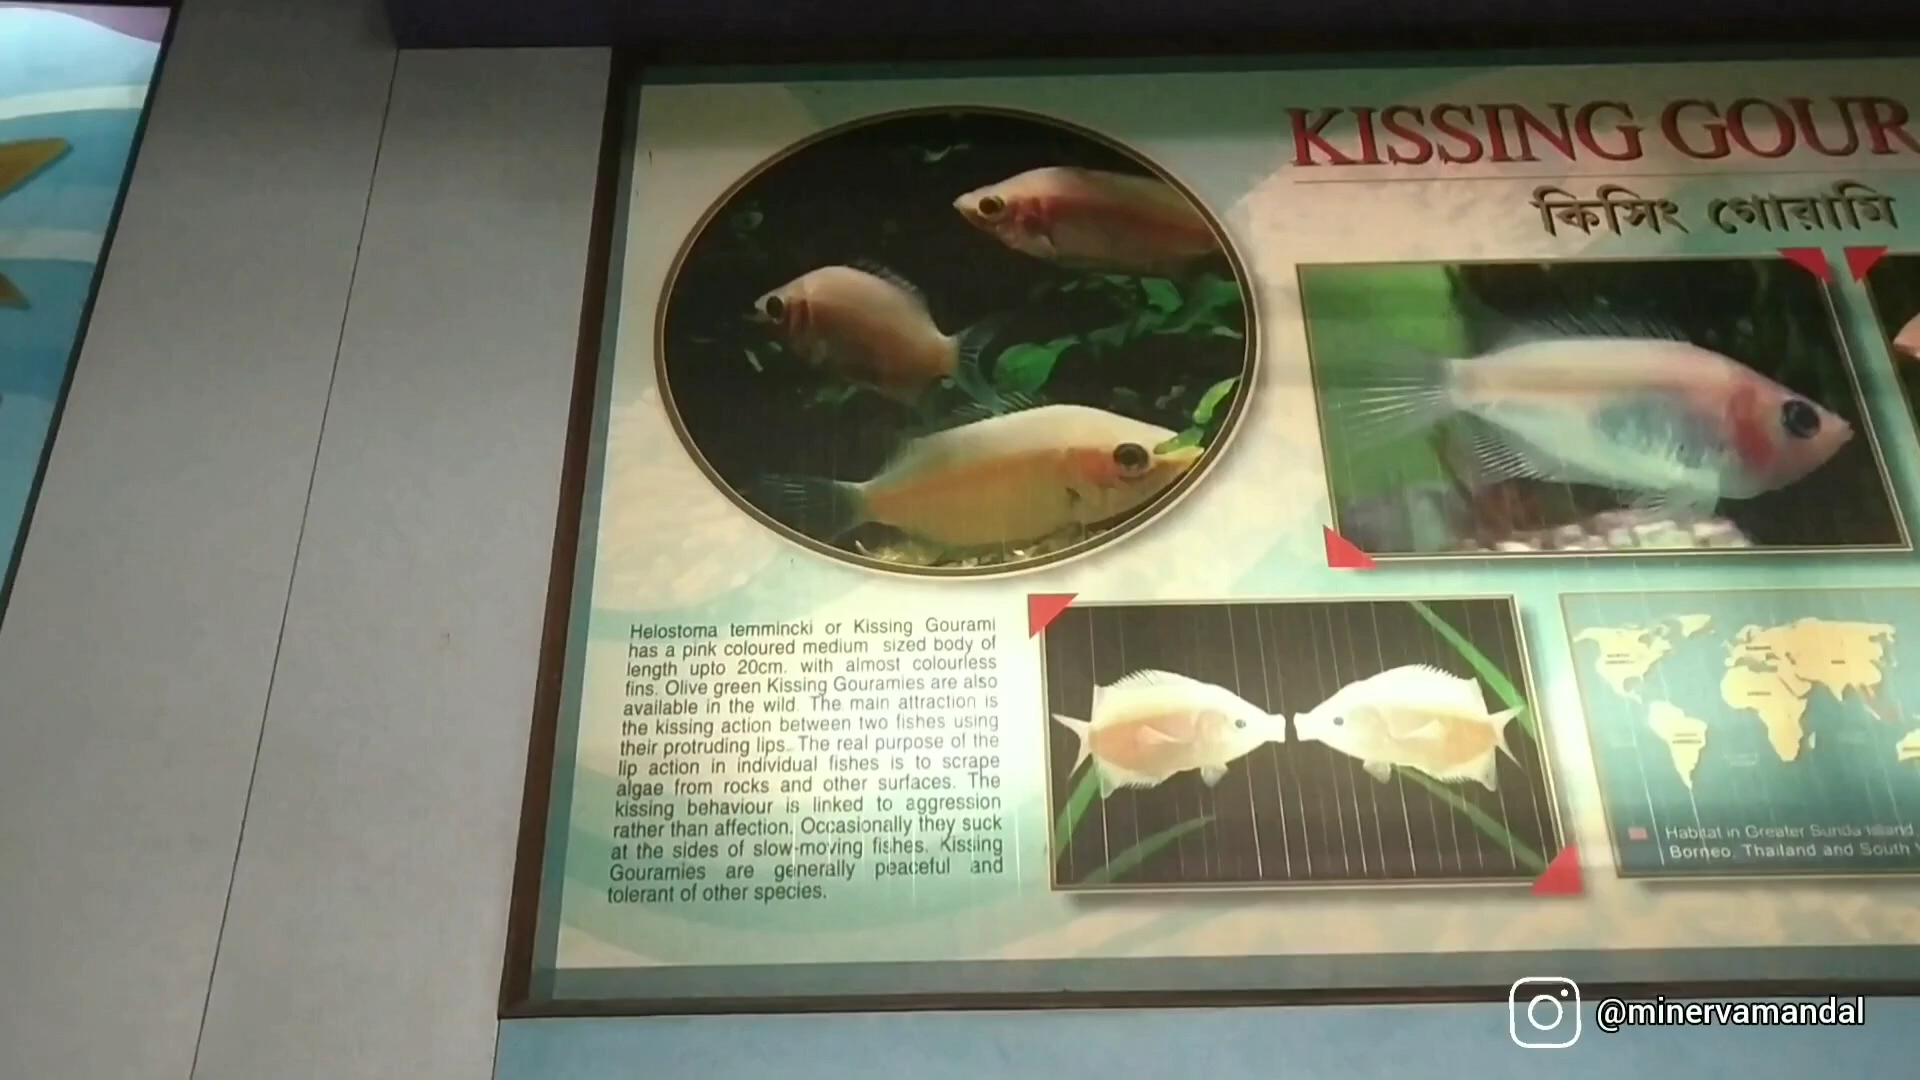 KISSING GOUR
কিসিং গোরামি
Helostoma temmincki or Kissing Gourami
has a pink coloured medium sized body of
length upto 20cm. with almost colourless
fins. Olive green Kissing Gouramies are also
available in the wild. The main attraction is
the kissing action between two fishes using
their protruding lips. The real purpose of the
lip action in individual fishes is to scrape
algae from rocks and other surfaces. The
kissing behaviour is linked to aggression
rather than affection. Occasionally they suck
at the sides of slow-moving fishes. Kissing
Gouramies are generally peaceful and
tolerant of other species.
Habitat in Greater Sunda Island
Borneo, Thailand and South
@minervamandal